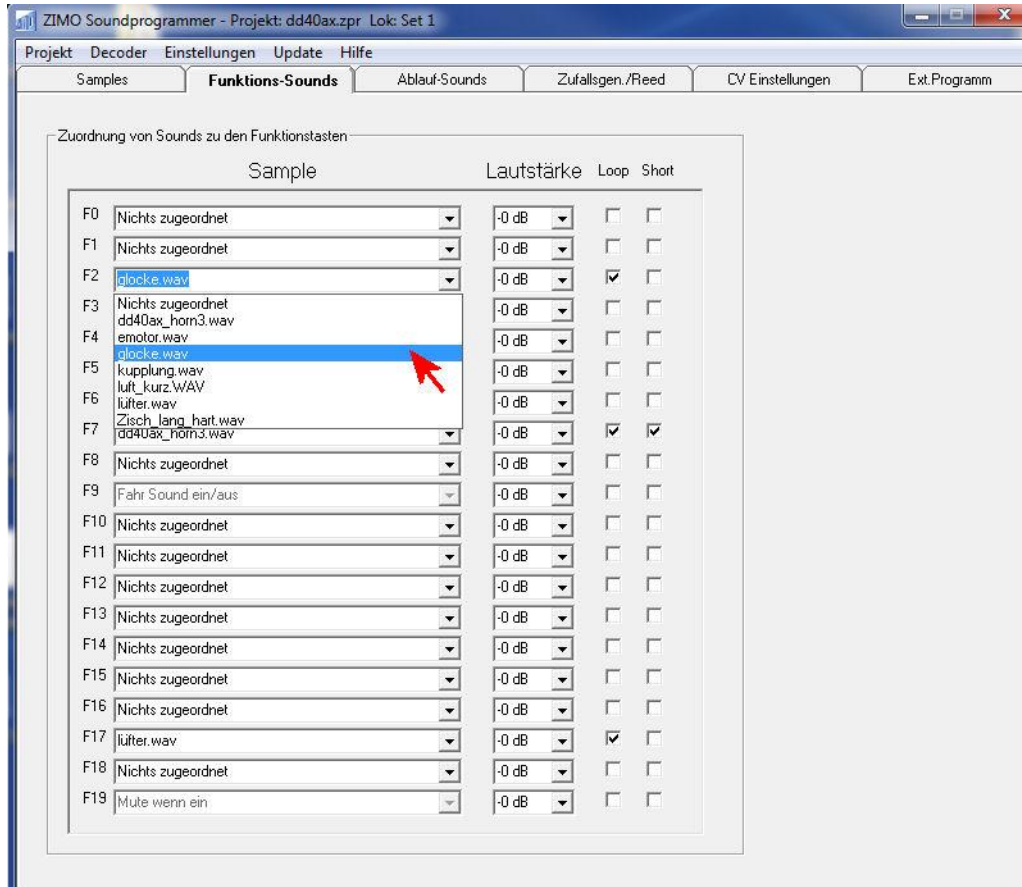 ZIMO Soundprogrammer - Projekt: dd40ax.zpr Lok: Set 1
Projekt Decoder Einstellungen Update Hilfe
Samples Funktions-Sounds Ablauf-Sounds Zufallsgen./Reed CV Einstellungen Ext.Programm
Zuordnung von Sounds zu den Funktionstasten
Sample Lautstärke Loop Short
F0 Nichts zugeordnet -0 dB
F1 Nichts zugeordnet -0 dB
F2 glocke.wav -0 dB
Nichts zugeordnet
F3 -0 dB
dd40ax_horn3.wav
F4 emotor.wav -0 dB
glocke.wav
F5 kupplung.wav -0 dB
luft_kurz.WAV
F6 lüfter.wav -0 dB
Zisch_lang_hart.wav
F7 dd40ax_horn3.wav -0 dB
F8 Nichts zugeordnet -0 dB
F9 Fahr Sound ein/aus -0 dB
F10 Nichts zugeordnet -0 dB
F11 Nichts zugeordnet -0 dB
F12 Nichts zugeordnet -0 dB
F13 Nichts zugeordnet -0 dB
F14 Nichts zugeordnet -0 dB
F15 Nichts zugeordnet -0 dB
F16 Nichts zugeordnet -0 dB
F17 lüfter.wav -0 dB
F18 Nichts zugeordnet -0 dB
F19 Mute wenn ein -0 dB